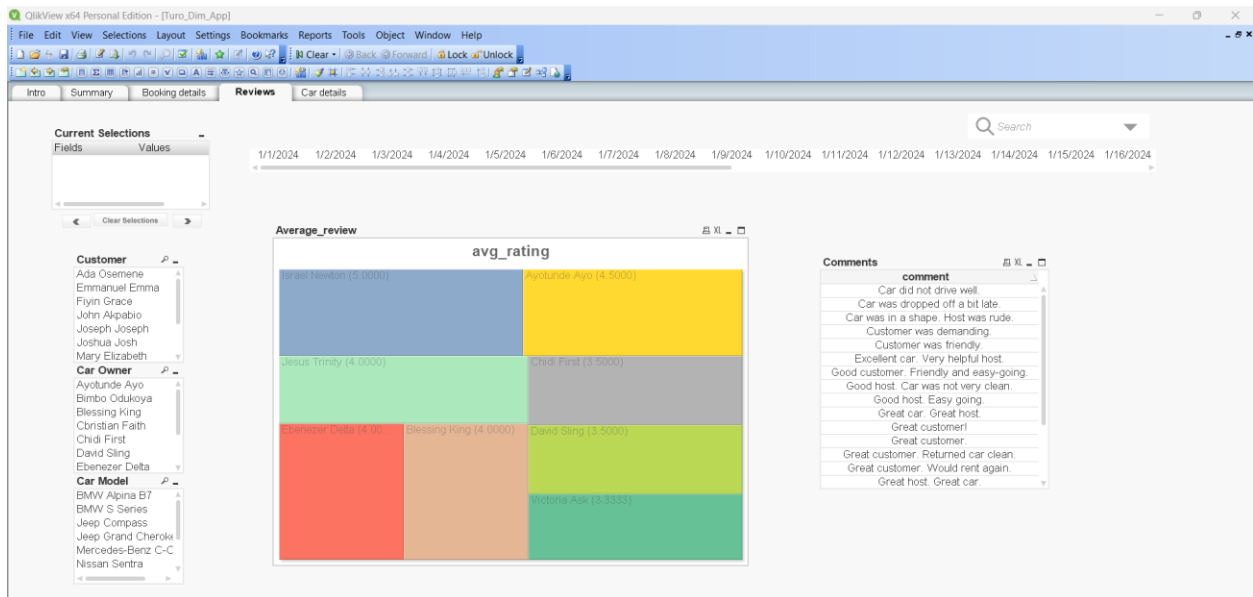 QlikView x64 Personal Edition - [Turo_Dim_App]
File Edit View Selections Layout Settings Bookmarks Reports Tools Object Window Help
Clear Back Forward Lock Unlock
Intro Summary Booking details Reviews Car details
Search
Current Selections
Fields Values
1/1/2024 1/2/2024 1/3/2024 1/4/2024 1/5/2024 1/6/2024 1/7/2024 1/8/2024 1/9/2024 1/10/2024 1/11/2024 1/12/2024 1/13/2024 1/14/2024 1/15/2024 1/16/2024
Clear Selections
Customer
Ada Osemene
Emmanuel Emma
Fiyin Grace
John Akpabio
Joseph Joseph
Joshua Josh
Mary Elizabeth
Car Owner
Ayotunde Ayo
Bimbo Odukoya
Blessing King
Christian Faith
Chidi First
David Sling
Ebenezer Delta
Car Model
BMW Alpina B7
BMW S Series
Jeep Compass
Jeep Grand Cheroke
Mercedes-Benz C-C
Nissan Sentra
Average_review
XL
avg_rating
Israel Newton (5.0000) Ayotunde Ayo (4.5000)
Jesus Trinity (4.0000) Chidi First (3.5000)
Ebenezer Delta (4.00... Blessing King (4.0000) David Sling (3.5000)
Victoria Ask (3.3333)
Comments
XL
comment
Car did not drive well.
Car was dropped off a bit late.
Car was in a shape. Host was rude.
Customer was demanding.
Customer was friendly.
Excellent car. Very helpful host.
Good customer. Friendly and easy-going.
Good host. Car was not very clean.
Good host. Easy going.
Great car. Great host.
Great customer!
Great customer.
Great customer. Returned car clean.
Great customer. Would rent again.
Great host. Great car.